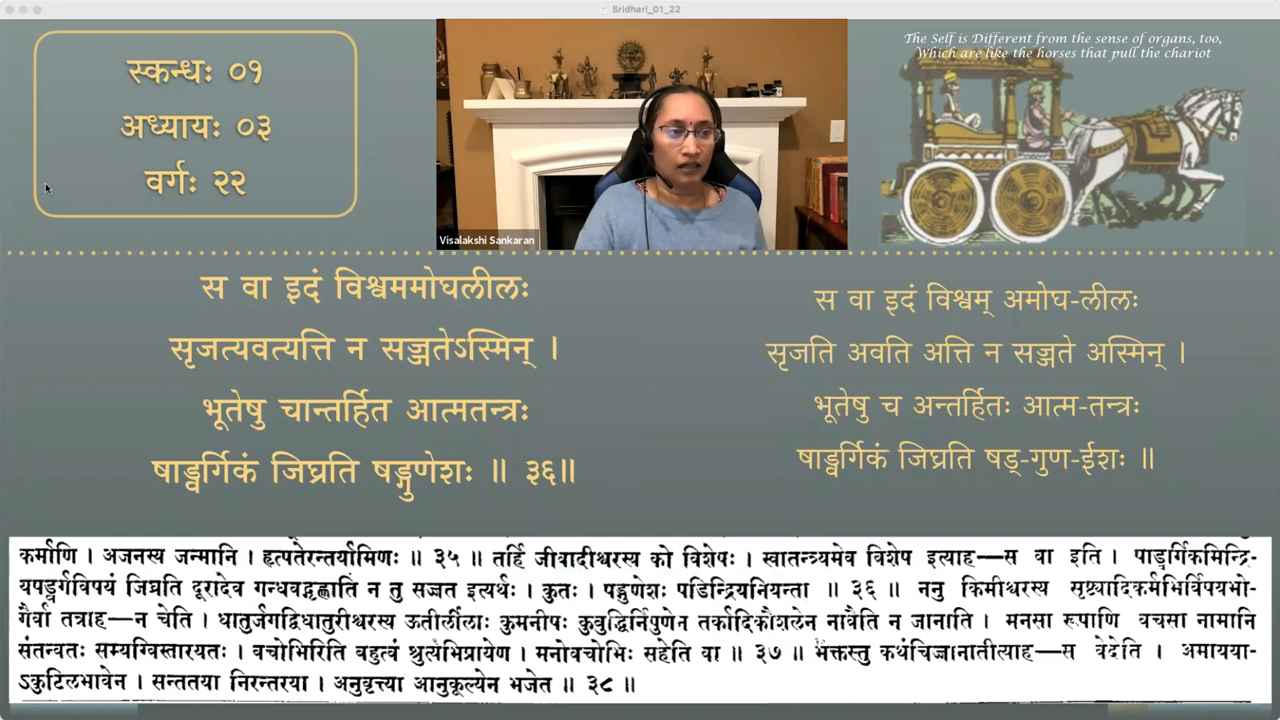 Sridhari_01_22
स्कन्धः ०१
अध्यायः ०३
वर्गः २२
Visalakshi Sankaran
The Self is Different from the sense of organs, too,
Which are like the horses that pull the chariot
स वा इदं विश्वममोघलीलः
सृजत्यवत्यत्ति न सज्जतेऽस्मिन् ।
भूतेषु चान्तर्हित आत्मतन्त्रः
षाड्वर्गिकं जिघ्रति षड्गुणेशः ॥ ३६॥
स वा इदं विश्वम् अमोघ-लीलः
सृजति अवति अत्ति न सज्जते अस्मिन् ।
भूतेषु च अन्तर्हितः आत्म-तन्त्रः
षाड्वर्गिकं जिघ्रति षड्-गुण-ईशः ॥
कर्माणि । अजनस्य जन्मानि । हृत्पतेरन्तर्यामिणः ॥ ३५ ॥ तर्हि जीवादीश्वरस्य को विशेषः । स्वातन्त्र्यमेव विशेष इत्याह—स वा इति । षाड्वर्गिकमिन्द्रि-
यषड्वर्गविषयं जिघ्रति दूरादेव गन्धवद्गृह्णाति न तु सज्जत इत्यर्थः । कुतः । षड्गुणेशः षडिन्द्रियनियन्ता ॥ ३६ ॥ ननु किमीश्वरस्य सृष्ट्यादिकर्मभिर्विषयभो-
गैर्वा तत्राह—न चेति । धातुर्जगद्विधातुरीश्वरस्य ऊतीर्लीलाः कुमनीषः कुबुद्धिर्निपुणेन तर्कादिकौशलेन नावैति न जानाति । मनसा रूपाणि वचसा नामानि
संतन्वतः सम्यग्विस्तारयतः । वचोभिरिति बहुत्वं श्रुत्यभिप्रायेण । मनोवचोभिः सहेति वा ॥ ३७ ॥ भक्तस्तु कथंचिज्जानातीत्याह—स वेदेति । अमायया-
ऽकुटिलभावेन । सन्ततया निरन्तरया । अनुवृत्त्या आनुकूल्येन भजेत ॥ ३८ ॥